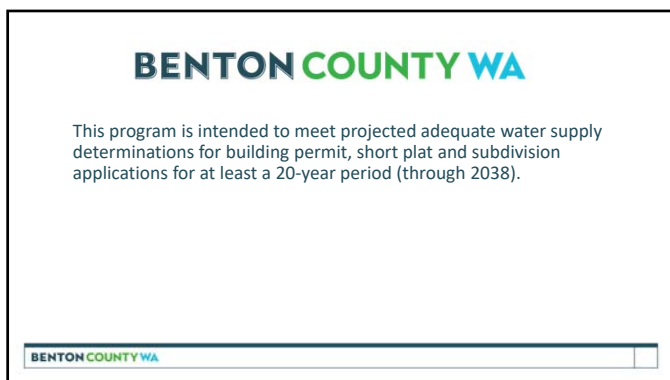 BENTON COUNTY WA
This program is intended to meet projected adequate water supply
determinations for building permit, short plat and subdivision
applications for at least a 20-year period (through 2038).
BENTON COUNTY WA